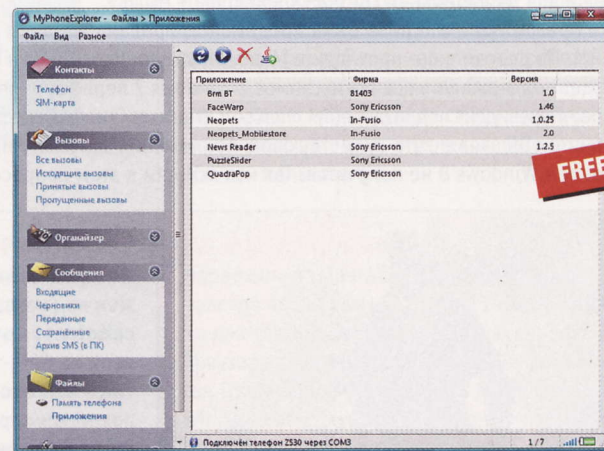 MyPhoneExplorer - Файлы > Приложения
Файл Вид Разное
Контакты
Телефон
SIM-карта
Вызовы
Все вызовы
Исходящие вызовы
Принятые вызовы
Пропущенные вызовы
Органайзер
Сообщения
Входящие
Черновики
Переданные
Сохранённые
Архив SMS (в ПК)
Файлы
Память телефона
Приложения
Приложение Фирма Версия
Brm BT 81403 1.0
FaceWarp Sony Ericsson 1.46
Neopets In-Fusio 1.0.25
Neopets_Mobilestore In-Fusio 2.0
News Reader Sony Ericsson 1.2.5
PuzzleSlider Sony Ericsson
QuadraPop Sony Ericsson
FREE
Подключён телефон Z530 через COM3 1/7